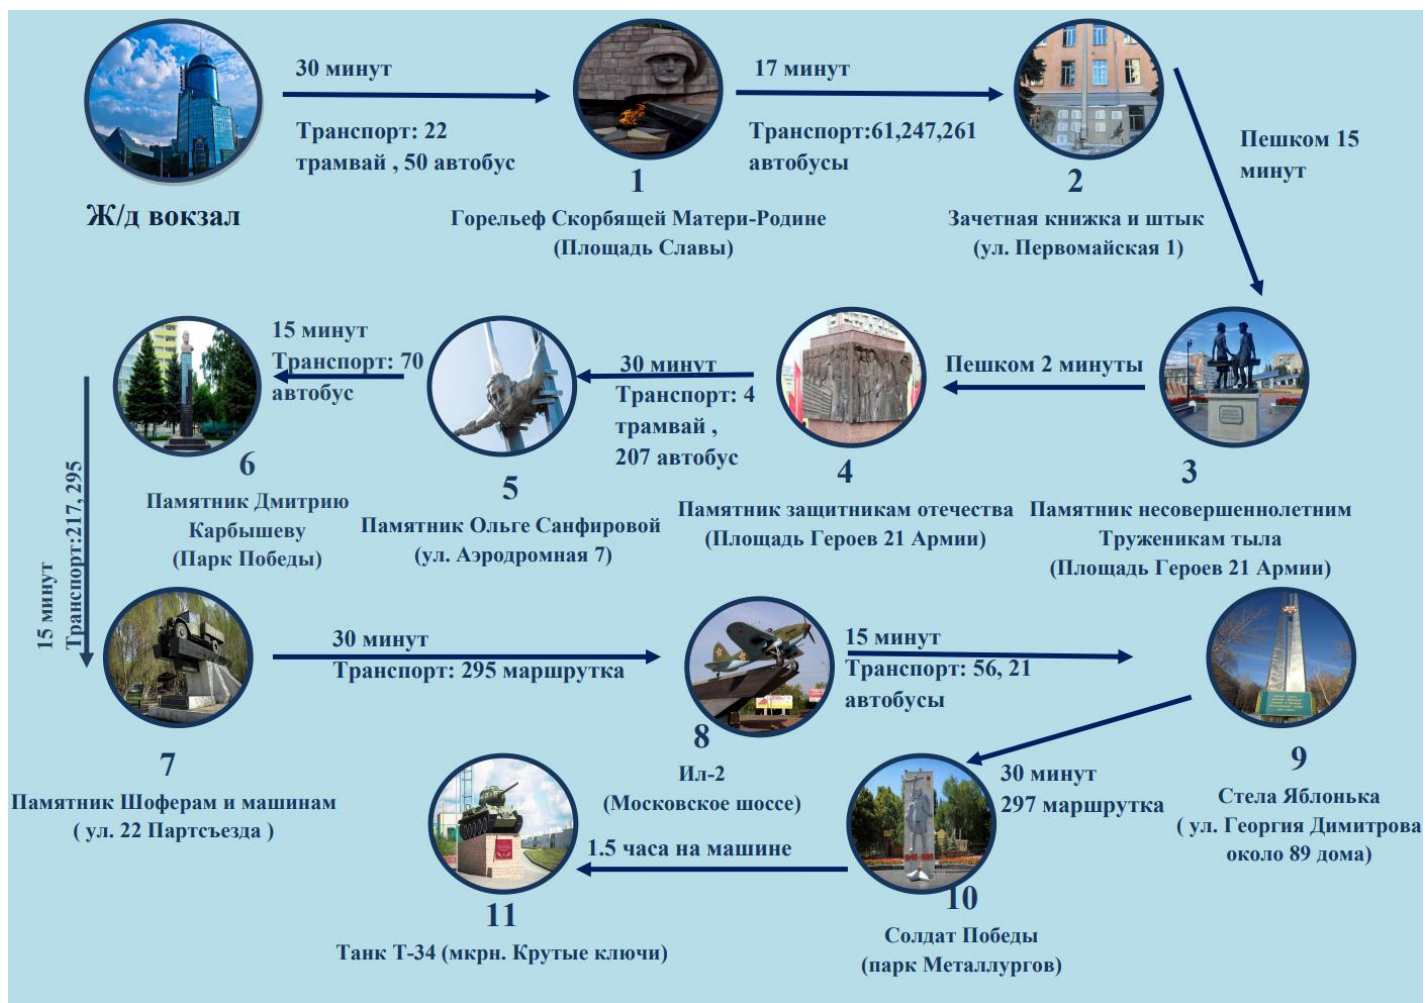 30 минут
Транспорт: 22
трамвай , 50 автобус
Ж/д вокзал
1
Горельеф Скорбящей Матери-Родине
(Площадь Славы)
17 минут
Транспорт:61,247,261
автобусы
2
Зачетная книжка и штык
(ул. Первомайская 1)
Пешком 15
минут
3
Памятник несовершеннолетним
Труженикам тыла
(Площадь Героев 21 Армии)
Пешком 2 минуты
4
Памятник защитникам отечества
(Площадь Героев 21 Армии)
30 минут
Транспорт: 4
трамвай ,
207 автобус
5
Памятник Ольге Санфировой
(ул. Аэродромная 7)
15 минут
Транспорт: 70
автобус
6
Памятник Дмитрию
Карбышеву
(Парк Победы)
15 минут
Транспорт:217, 295
7
Памятник Шоферам и машинам
( ул. 22 Партсъезда )
30 минут
Транспорт: 295 маршрутка
8
Ил-2
(Московское шоссе)
15 минут
Транспорт: 56, 21
автобусы
9
Стела Яблонька
( ул. Георгия Димитрова
около 89 дома)
30 минут
297 маршрутка
10
Солдат Победы
(парк Металлургов)
1.5 часа на машине
11
Танк Т-34 (мкрн. Крутые ключи)